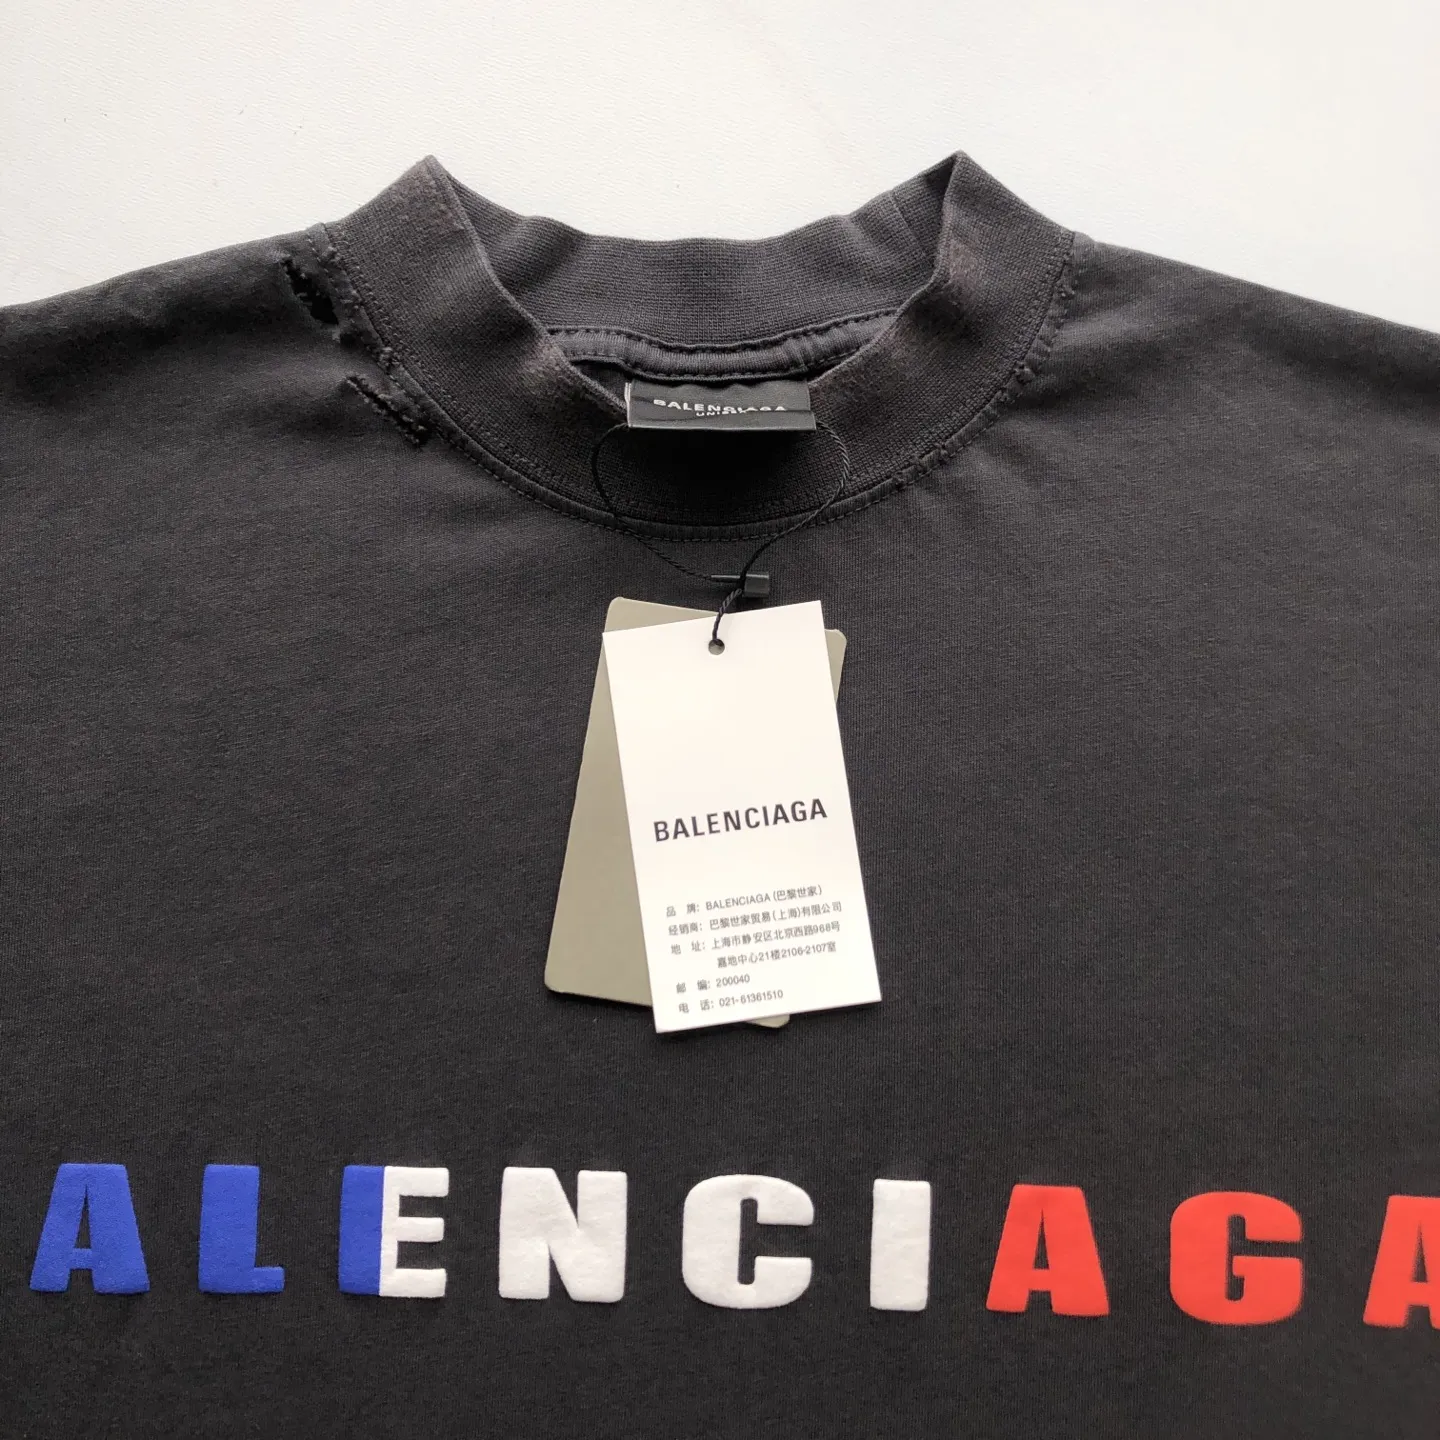 BALENCIAGA
UNISEX
BALENCIAGA
品 牌: BALENCIAGA (巴黎世家)
经销商: 巴黎世家贸易(上海)有限公司
地 址: 上海市静安区北京西路968号
嘉地中心21楼2106-2107室
邮 编: 200040
电 话: 021-61361510
ALENCIAGA